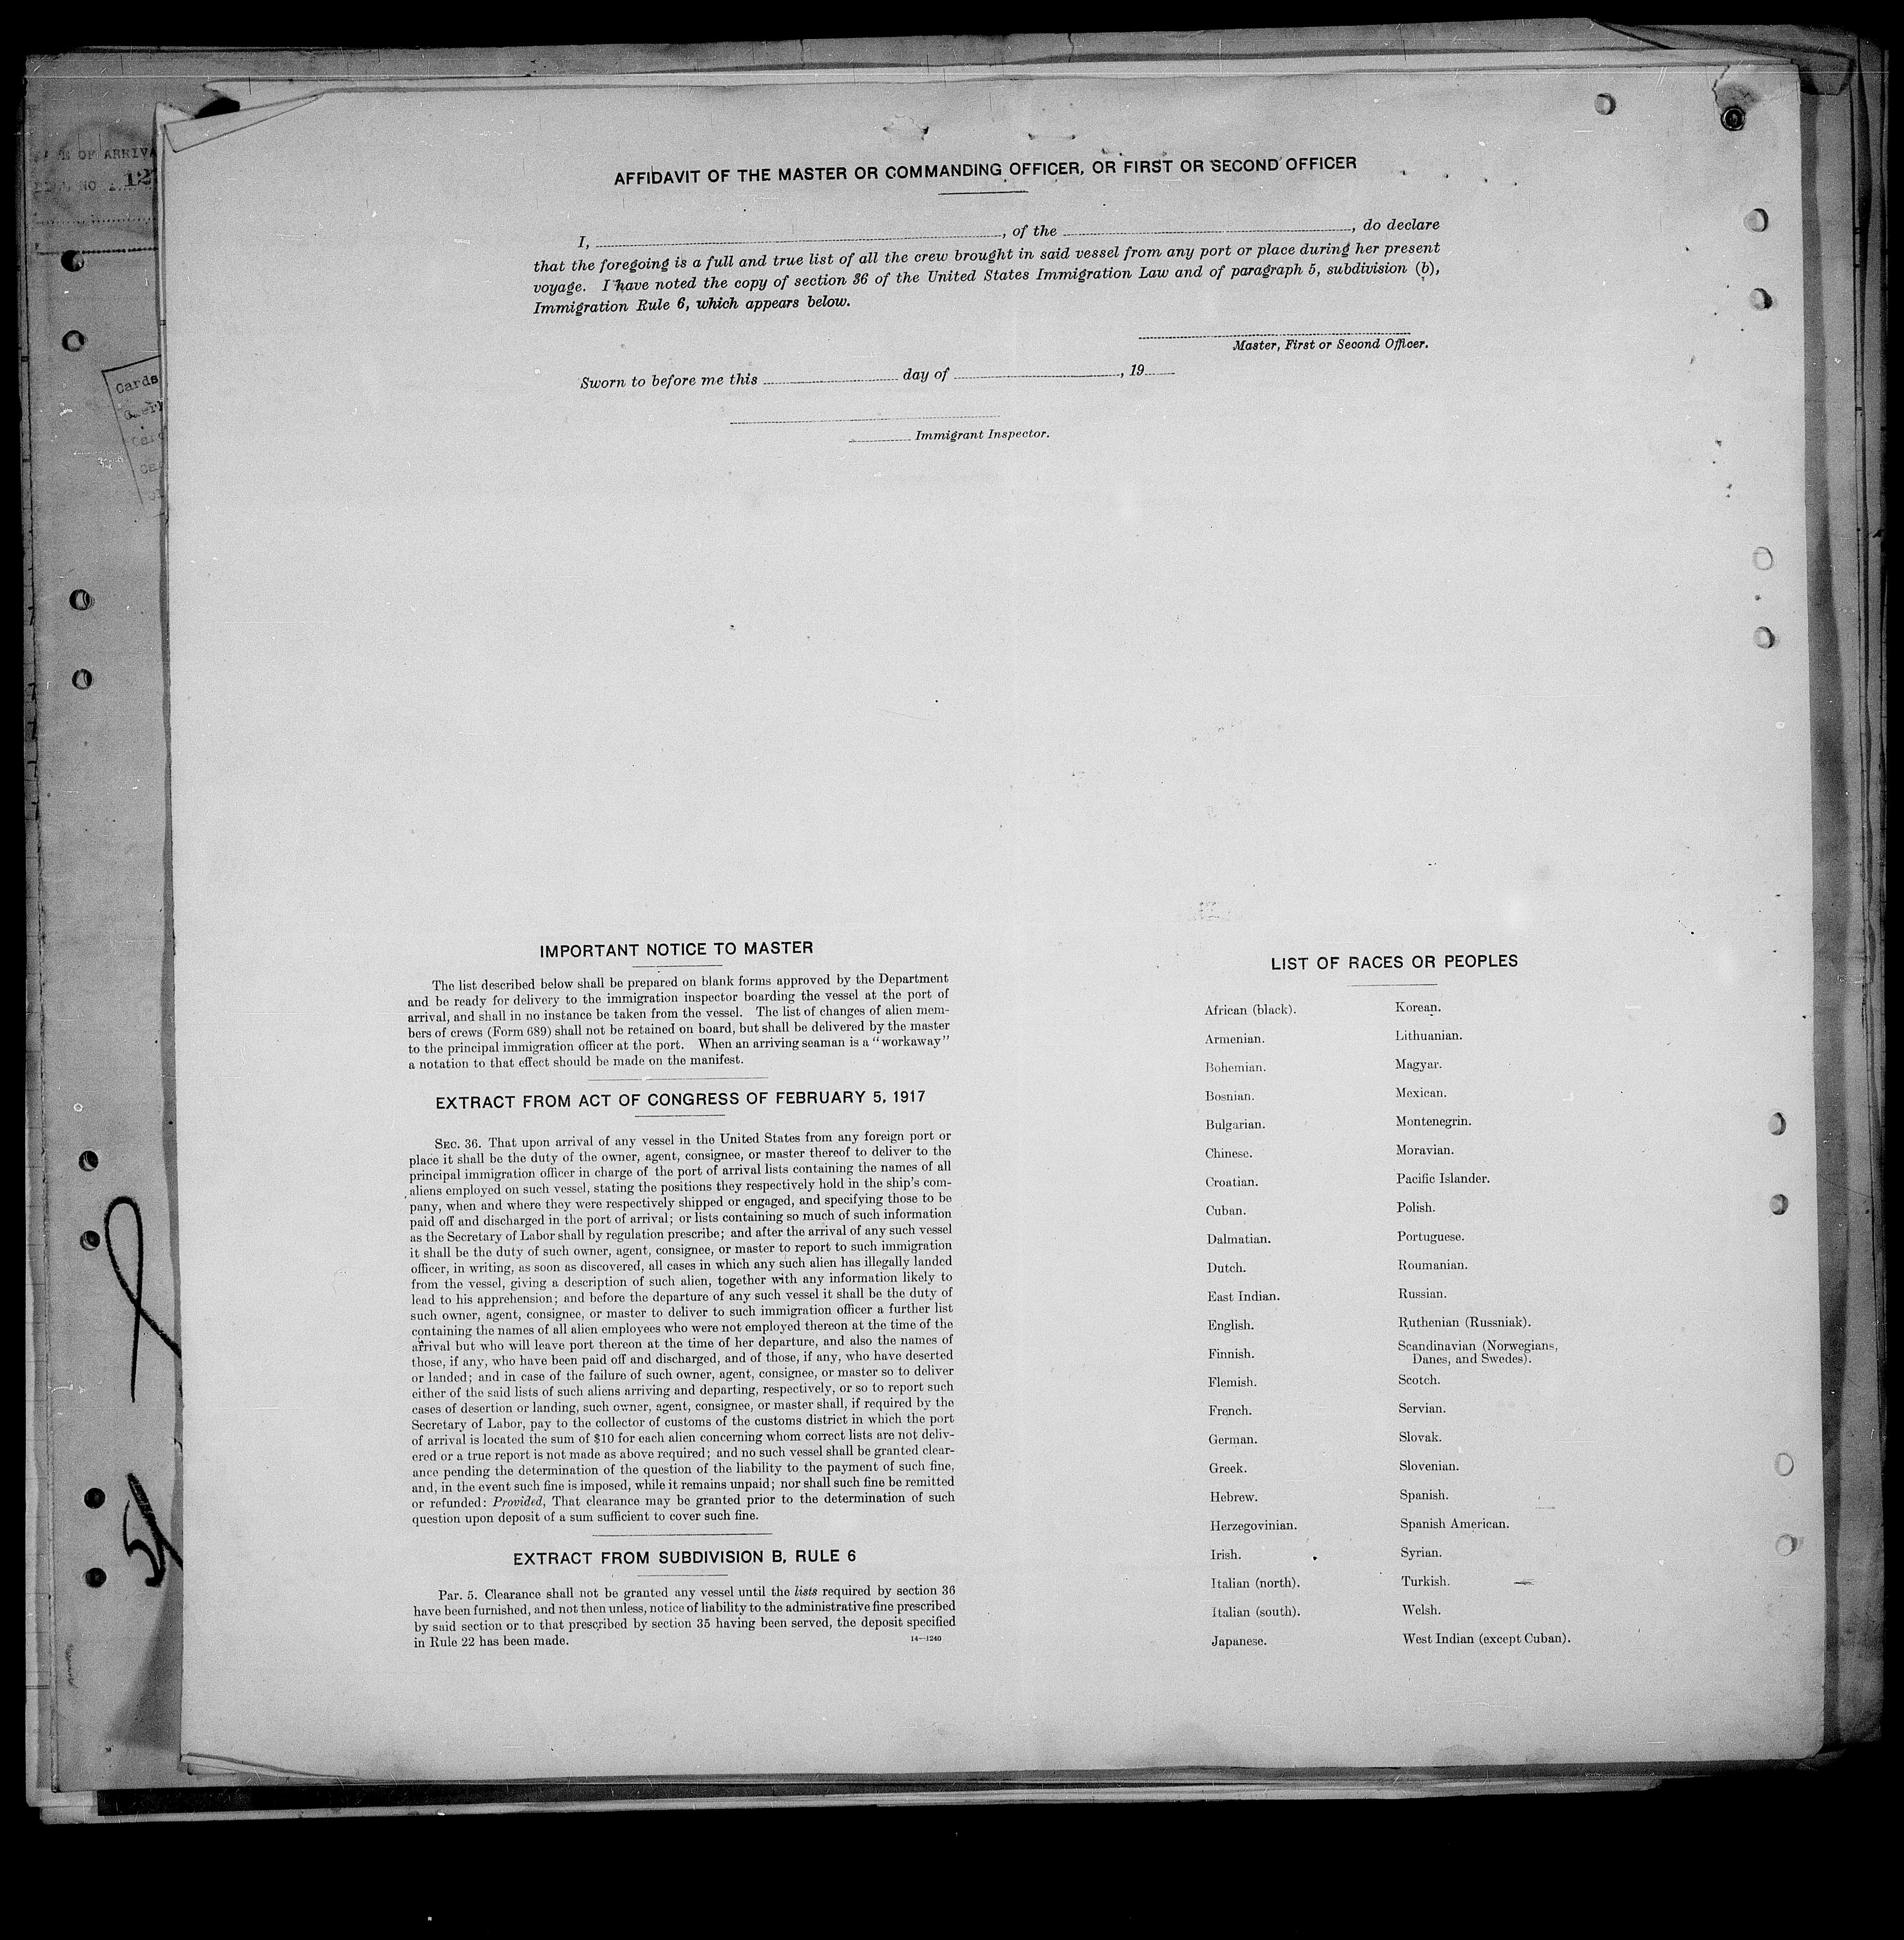 OF ARRIVA
NO
12
Cards
AFFIDAVIT OF THE MASTER OR COMMANDING OFFICER, OR FIRST OR SECOND OFFICER
I, , of the , do declare
that the foregoing is a full and true list of all the crew brought in said vessel from any port or place during her present
voyage. I have noted the copy of section 36 of the United States Immigration Law and of paragraph 5, subdivision (b),
Immigration Rule 6, which appears below.
Master, First or Second Officer.
Sworn to before me this day of , 19
Immigrant Inspector.
IMPORTANT NOTICE TO MASTER
The list described below shall be prepared on blank forms approved by the Department
and be ready for delivery to the immigration inspector boarding the vessel at the port of
arrival, and shall in no instance be taken from the vessel. The list of changes of alien mem-
bers of crews (Form 689) shall not be retained on board, but shall be delivered by the master
to the principal immigration officer at the port. When an arriving seaman is a "workaway"
a notation to that effect should be made on the manifest.
EXTRACT FROM ACT OF CONGRESS OF FEBRUARY 5, 1917
SEC. 36. That upon arrival of any vessel in the United States from any foreign port or
place it shall be the duty of the owner, agent, consignee, or master thereof to deliver to the
principal immigration officer in charge of the port of arrival lists containing the names of all
aliens employed on such vessel, stating the positions they respectively hold in the ship's com-
pany, when and where they were respectively shipped or engaged, and specifying those to be
paid off and discharged in the port of arrival; or lists containing so much of such information
as the Secretary of Labor shall by regulation prescribe; and after the arrival of any such vessel
it shall be the duty of such owner, agent, consignee, or master to report to such immigration
officer, in writing, as soon as discovered, all cases in which any such alien has illegally landed
from the vessel, giving a description of such alien, together with any information likely to
lead to his apprehension; and before the departure of any such vessel it shall be the duty of
such owner, agent, consignee, or master to deliver to such immigration officer a further list
containing the names of all alien employees who were not employed thereon at the time of the
arrival but who will leave port thereon at the time of her departure, and also the names of
those, if any, who have been paid off and discharged, and of those, if any, who have deserted
or landed; and in case of the failure of such owner, agent, consignee, or master so to deliver
either of the said lists of such aliens arriving and departing, respectively, or so to report such
cases of desertion or landing, such owner, agent, consignee, or master shall, if required by the
Secretary of Labor, pay to the collector of customs of the customs district in which the port
of arrival is located the sum of $10 for each alien concerning whom correct lists are not deliv-
ered or a true report is not made as above required; and no such vessel shall be granted clear-
ance pending the determination of the question of the liability to the payment of such fine,
and, in the event such fine is imposed, while it remains unpaid; nor shall such fine be remitted
or refunded: Provided, That clearance may be granted prior to the determination of such
question upon deposit of a sum sufficient to cover such fine.
EXTRACT FROM SUBDIVISION B, RULE 6
Par. 5. Clearance shall not be granted any vessel until the lists required by section 36
have been furnished, and not then unless, notice of liability to the administrative fine prescribed
by said section or to that prescribed by section 35 having been served, the deposit specified
in Rule 22 has been made.
14—1240
LIST OF RACES OR PEOPLES
African (black).
Armenian.
Bohemian.
Bosnian.
Bulgarian.
Chinese.
Croatian.
Cuban.
Dalmatian.
Dutch.
East Indian.
English.
Finnish.
Flemish.
French.
German.
Greek.
Hebrew.
Herzegovinian.
Irish.
Italian (north).
Italian (south).
Japanese.
Korean.
Lithuanian.
Magyar.
Mexican.
Montenegrin.
Moravian.
Pacific Islander.
Polish.
Portuguese.
Roumanian.
Russian.
Ruthenian (Russniak).
Scandinavian (Norwegians,
Danes, and Swedes).
Scotch.
Servian.
Slovak.
Slovenian.
Spanish.
Spanish American.
Syrian.
Turkish.
Welsh.
West Indian (except Cuban).